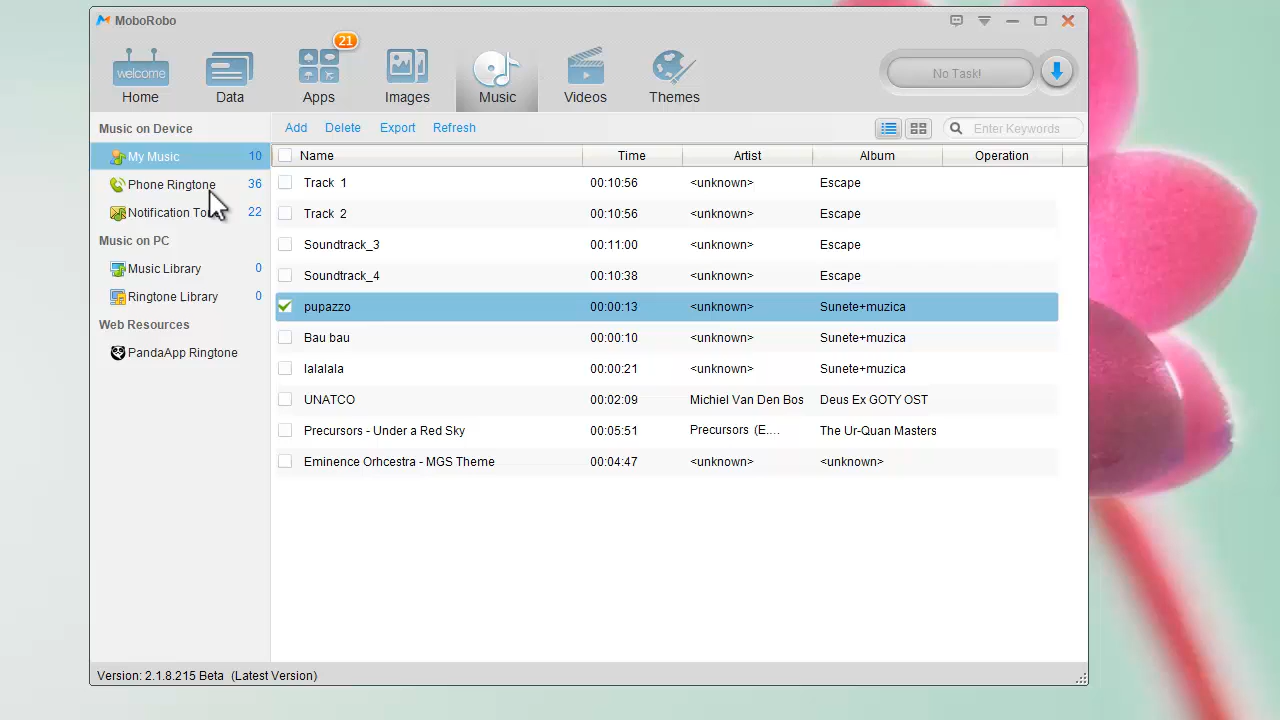 MoboRobo
welcome
Home
Data
21
Apps
Images
Music
Videos
Themes
No Task!
Music on Device
My Music 10
Phone Ringtone 36
Notification To 22
Music on PC
Music Library 0
Ringtone Library 0
Web Resources
PandaApp Ringtone
Add Delete Export Refresh
Enter Keywords
Name Time Artist Album Operation
Track 1 00:10:56 <unknown> Escape
Track 2 00:10:56 <unknown> Escape
Soundtrack_3 00:11:00 <unknown> Escape
Soundtrack_4 00:10:38 <unknown> Escape
pupazzo 00:00:13 <unknown> Sunete+muzica
Bau bau 00:00:10 <unknown> Sunete+muzica
lalalala 00:00:21 <unknown> Sunete+muzica
UNATCO 00:02:09 Michiel Van Den Bos Deus Ex GOTY OST
Precursors - Under a Red Sky 00:05:51 Precursors (E.... The Ur-Quan Masters
Eminence Orhcestra - MGS Theme 00:04:47 <unknown> <unknown>
Version: 2.1.8.215 Beta (Latest Version)